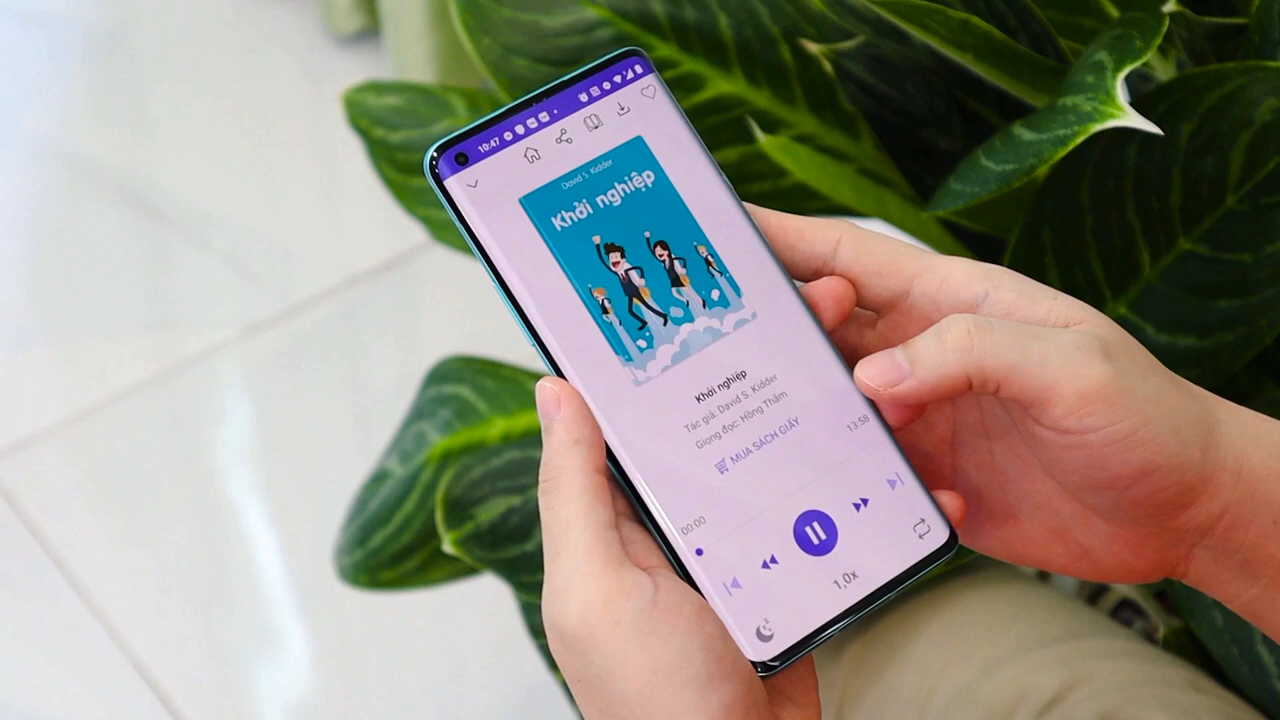 10:47
David S. Kidder
Khởi nghiệp
Khởi nghiệp
Tác giả: David S. Kidder
Giọng đọc: Hồng Thắm
MUA SÁCH GIẤY
00:00
13:58
1,0x